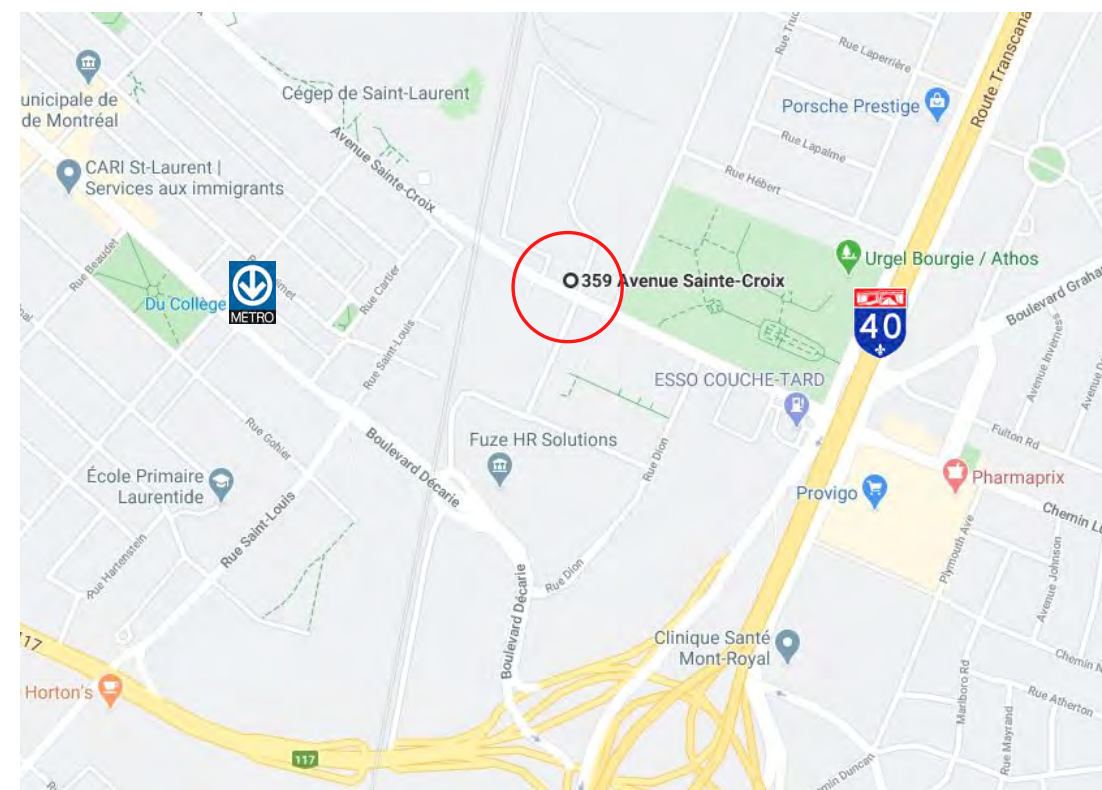 Rue Laperrière
Route Transcana
unicipale de
de Montréal
Cégep de Saint-Laurent
Porsche Prestige
Avenue Sainte-Croix
Rue Lapalme
CARI St-Laurent |
Services aux immigrants
Rue Hébert
Rue Beaudet
Urgel Bourgie / Athos
359 Avenue Sainte-Croix
Du Collège
MÉTRO
Rue Cartier
40
Boulevard Graha
Rue Saint-Louis
Avenue Inverness
ESSO COUCHE-TARD
Rue Gohier
Boulevard Décarie
Fuze HR Solutions
Rue Dion
Fulton Rd
École Primaire
Laurentide
Provigo
Pharmaprix
Rue Saint-Louis
Chemin L
Rue Hartenstein
Plymouth Ave
Avenue Johnson
Boulevard Décarie
Rue Dion
Clinique Santé
Mont-Royal
117
Chemin N
Horton's
Marlboro Rd
Rue Atherton
Rue Mayrand
117
min Duncan